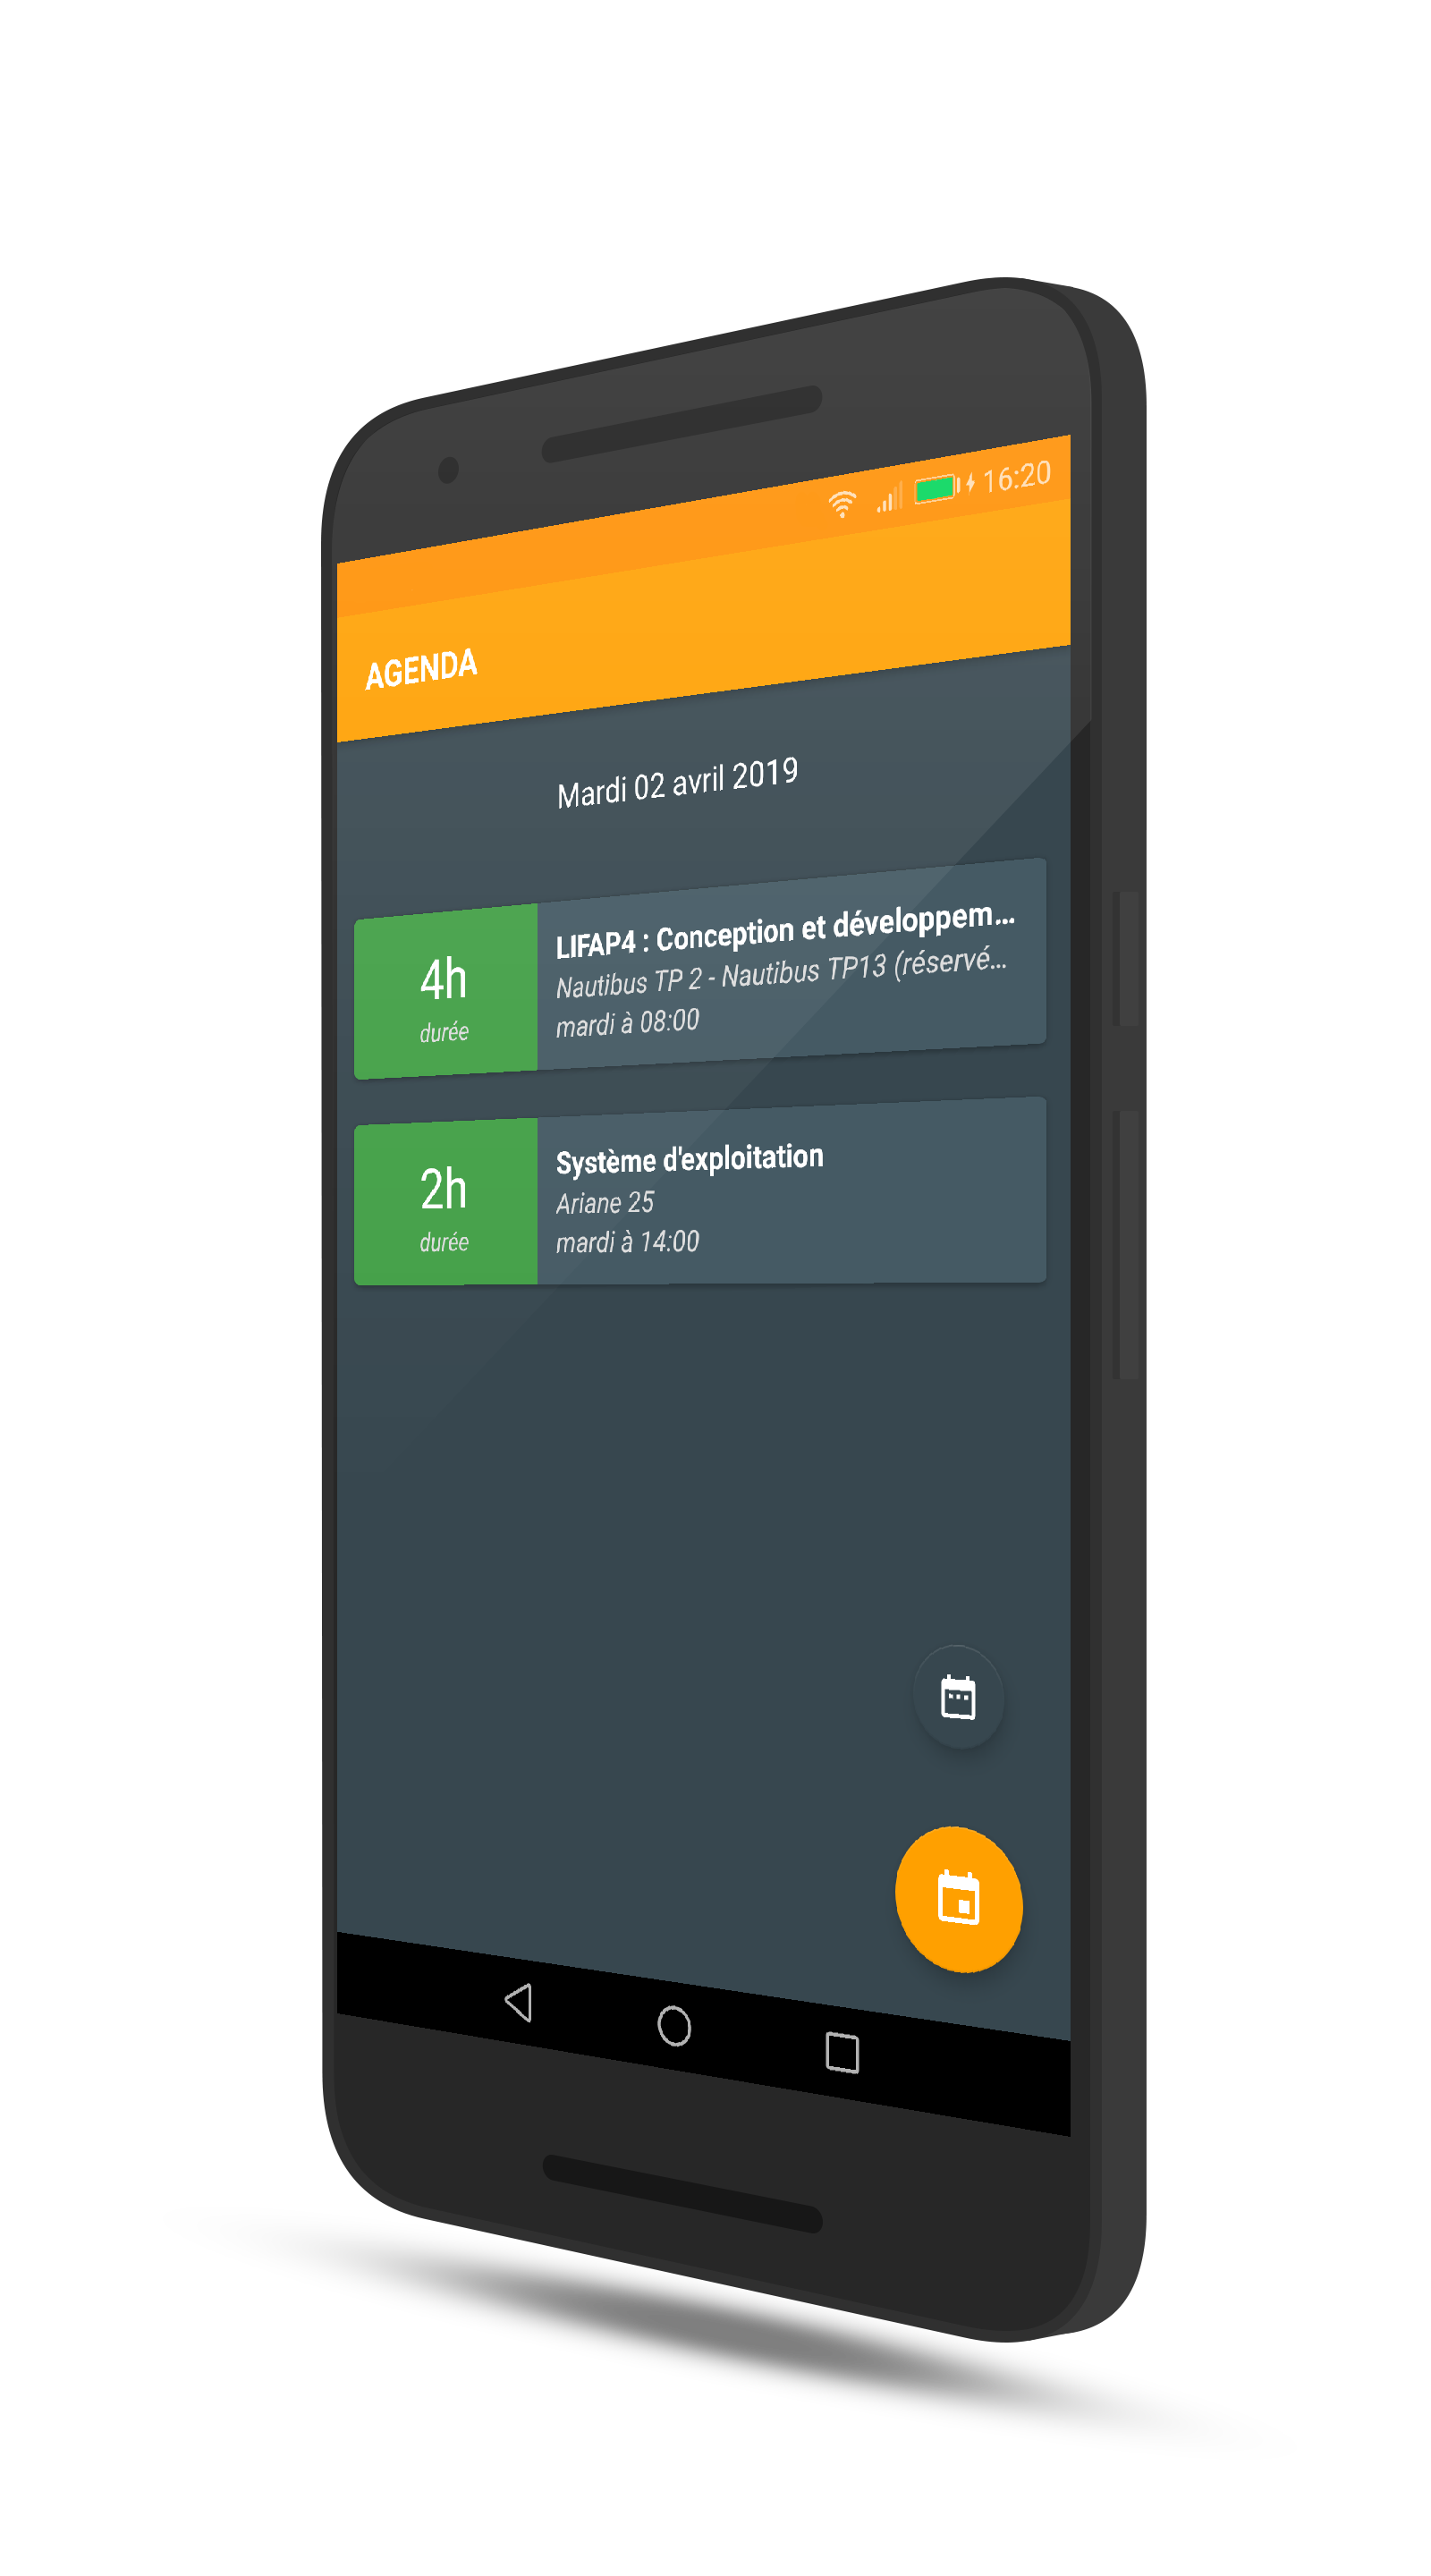 16:20
AGENDA
Mardi 02 avril 2019
4h
durée
LIFAP4 : Conception et développem...
Nautibus TP 2 - Nautibus TP13 (réservé...
mardi à 08:00
2h
durée
Système d'exploitation
Ariane 25
mardi à 14:00